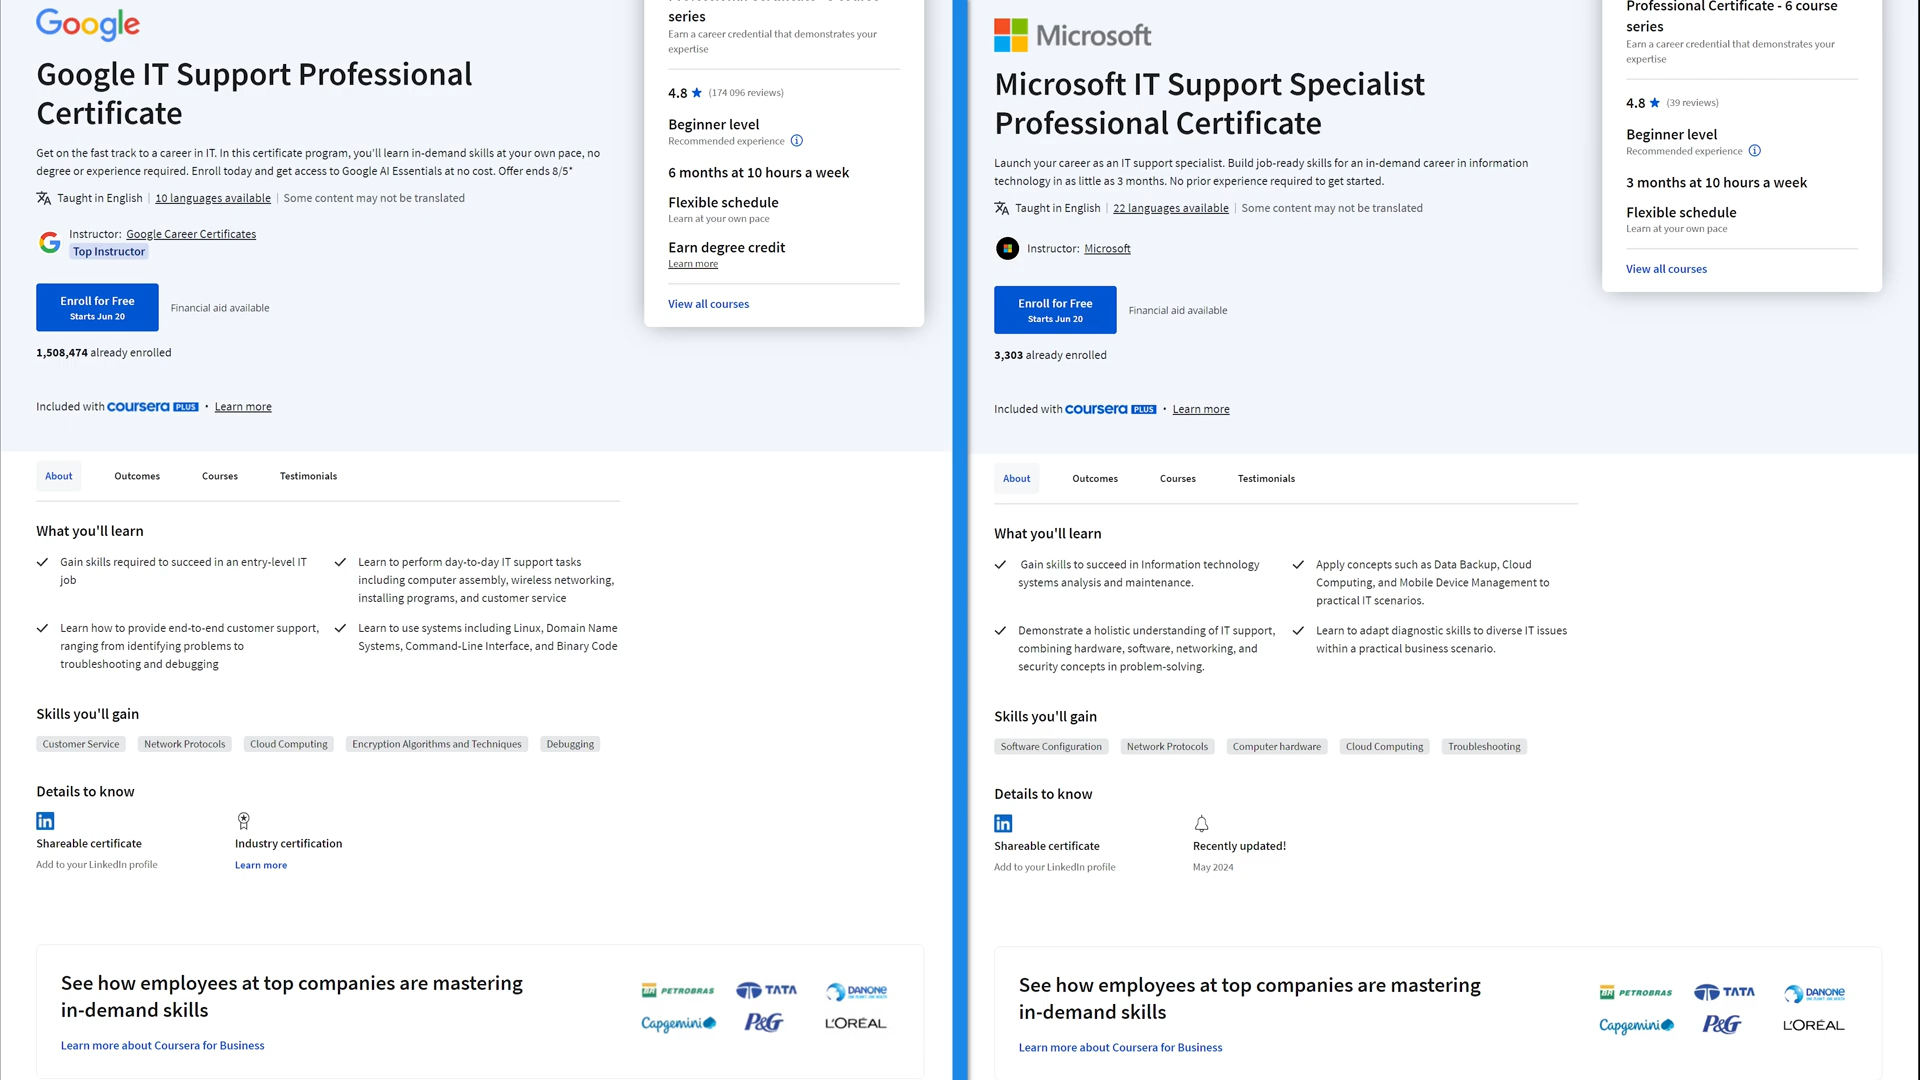 Google
Google IT Support Professional
Certificate
Get on the fast track to a career in IT. In this certificate program, you'll learn in-demand skills at your own pace, no
degree or experience required. Enroll today and get access to Google AI Essentials at no cost. Offer ends 8/5*
Taught in English | 10 languages available | Some content may not be translated
Instructor: Google Career Certificates
Top Instructor
Enroll for Free
Starts Jun 20
Financial aid available
1,508,474 already enrolled
Included with coursera PLUS • Learn more
series
Earn a career credential that demonstrates your
expertise
4.8 ★ (174 096 reviews)
Beginner level
Recommended experience
6 months at 10 hours a week
Flexible schedule
Learn at your own pace
Earn degree credit
Learn more
View all courses
About Outcomes Courses Testimonials
What you'll learn
Gain skills required to succeed in an entry-level IT
job
Learn to perform day-to-day IT support tasks
including computer assembly, wireless networking,
installing programs, and customer service
Learn how to provide end-to-end customer support,
ranging from identifying problems to
troubleshooting and debugging
Learn to use systems including Linux, Domain Name
Systems, Command-Line Interface, and Binary Code
Skills you'll gain
Customer Service Network Protocols Cloud Computing Encryption Algorithms and Techniques Debugging
Details to know
in
Shareable certificate
Add to your LinkedIn profile
Industry certification
Learn more
See how employees at top companies are mastering
in-demand skills
Learn more about Coursera for Business
BR PETROBRAS TATA DANONE
Capgemini P&G L'ORÉAL
Microsoft
Microsoft IT Support Specialist
Professional Certificate
Launch your career as an IT support specialist. Build job-ready skills for an in-demand career in information
technology in as little as 3 months. No prior experience required to get started.
Taught in English | 22 languages available | Some content may not be translated
Instructor: Microsoft
Enroll for Free
Starts Jun 20
Financial aid available
3,303 already enrolled
Included with coursera PLUS • Learn more
Professional Certificate - 6 course
series
Earn a career credential that demonstrates your
expertise
4.8 ★ (39 reviews)
Beginner level
Recommended experience
3 months at 10 hours a week
Flexible schedule
Learn at your own pace
View all courses
About Outcomes Courses Testimonials
What you'll learn
Gain skills to succeed in Information technology
systems analysis and maintenance.
Apply concepts such as Data Backup, Cloud
Computing, and Mobile Device Management to
practical IT scenarios.
Demonstrate a holistic understanding of IT support,
combining hardware, software, networking, and
security concepts in problem-solving.
Learn to adapt diagnostic skills to diverse IT issues
within a practical business scenario.
Skills you'll gain
Software Configuration Network Protocols Computer hardware Cloud Computing Troubleshooting
Details to know
in
Shareable certificate
Add to your LinkedIn profile
Recently updated!
May 2024
See how employees at top companies are mastering
in-demand skills
Learn more about Coursera for Business
BR PETROBRAS TATA DANONE
Capgemini P&G L'ORÉAL